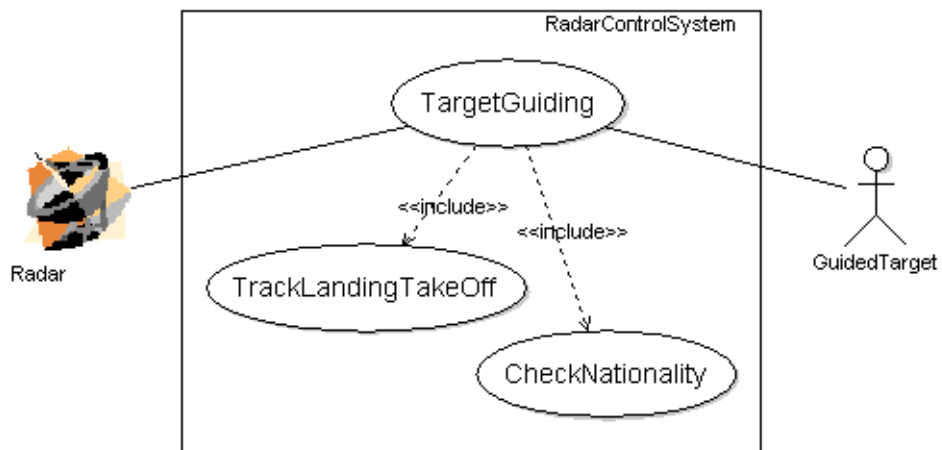 RadarControlSystem
TargetGuiding
<<include>>
<<include>>
TrackLandingTakeOff
Radar
GuidedTarget
CheckNationality